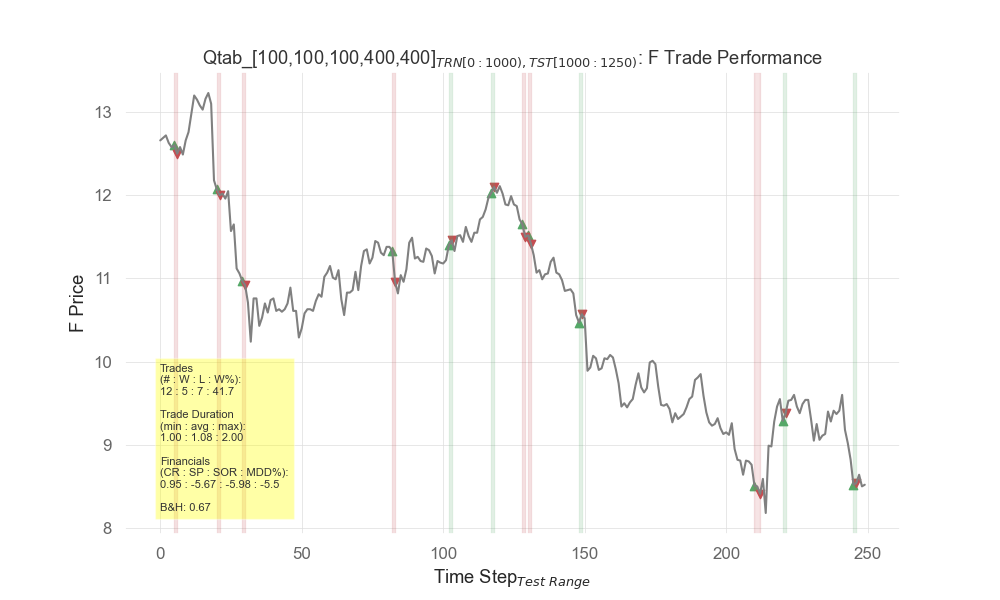 Qtab_[100,100,100,400,400]TRN[0 : 1000), TST[1000 : 1250): F Trade Performance
13
12
11
10
9
8
F Price
Trades
(# : W : L : W%):
12 : 5 : 7 : 41.7
Trade Duration
(min : avg : max):
1.00 : 1.08 : 2.00
Financials
(CR : SP : SOR : MDD%):
0.95 : -5.67 : -5.98 : -5.5
B&H: 0.67
0 50 100 150 200 250
Time StepTest Range